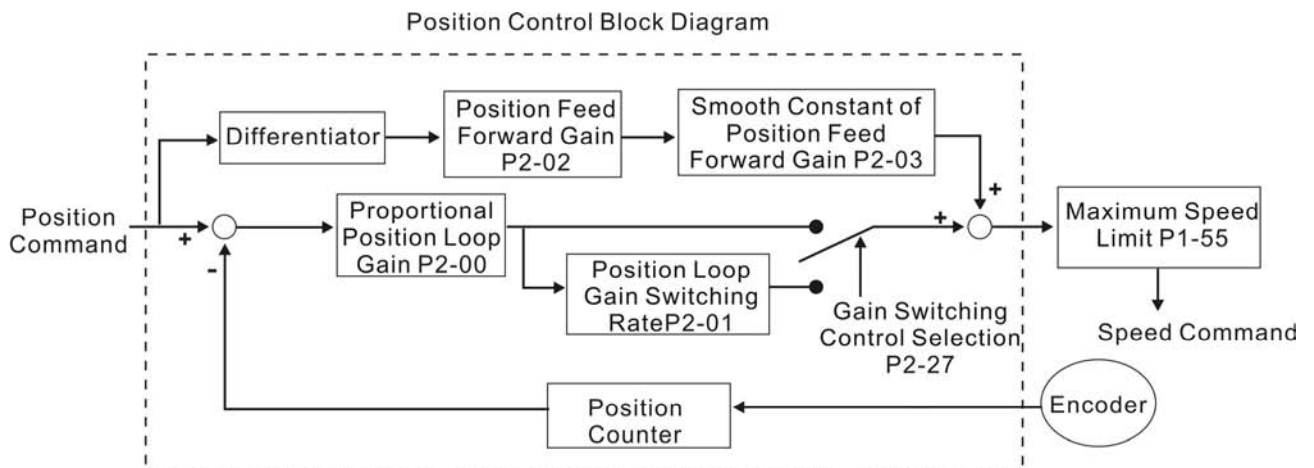 Position Control Block Diagram
Differentiator
Position Feed
Forward Gain
P2-02
Smooth Constant of
Position Feed
Forward Gain P2-03
Position
Command
+
-
Proportional
Position Loop
Gain P2-00
Position Loop
Gain Switching
RateP2-01
Gain Switching
Control Selection
P2-27
+
+
Maximum Speed
Limit P1-55
Speed Command
Position
Counter
Encoder